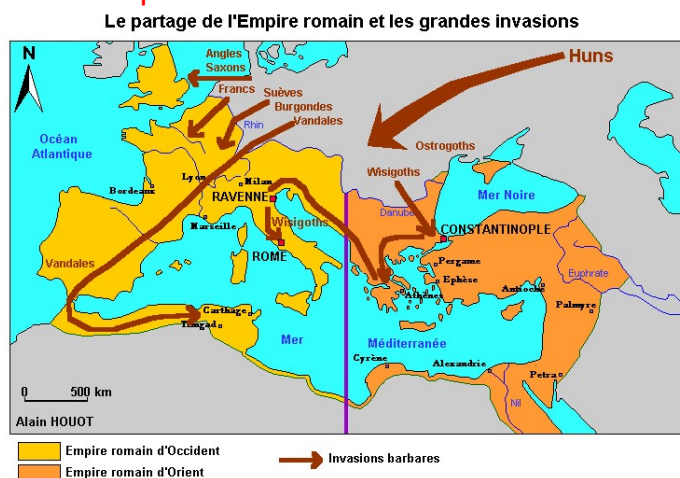 Le partage de l'Empire romain et les grandes invasions
N
Angles
Saxons
Huns
Francs
Suèves
Burgondes
Vandales
Rhin
Océan
Atlantique
Ostrogoths
Wisigoths
Lyon
Milan
Bordeaux
RAVENNE
Mer Noire
Danube
Marseille
Wisigoths
CONSTANTINOPLE
ROME
Pergame
Euphrate
Vandales
Ephèse
Antioche
Athènes
Carthage
Palmyre
Timgad
Mer
Méditerranée
Cyrène
Alexandrie
Petra
0 500 km
Nil
Alain HOUOT
Empire romain d'Occident
Invasions barbares
Empire romain d'Orient